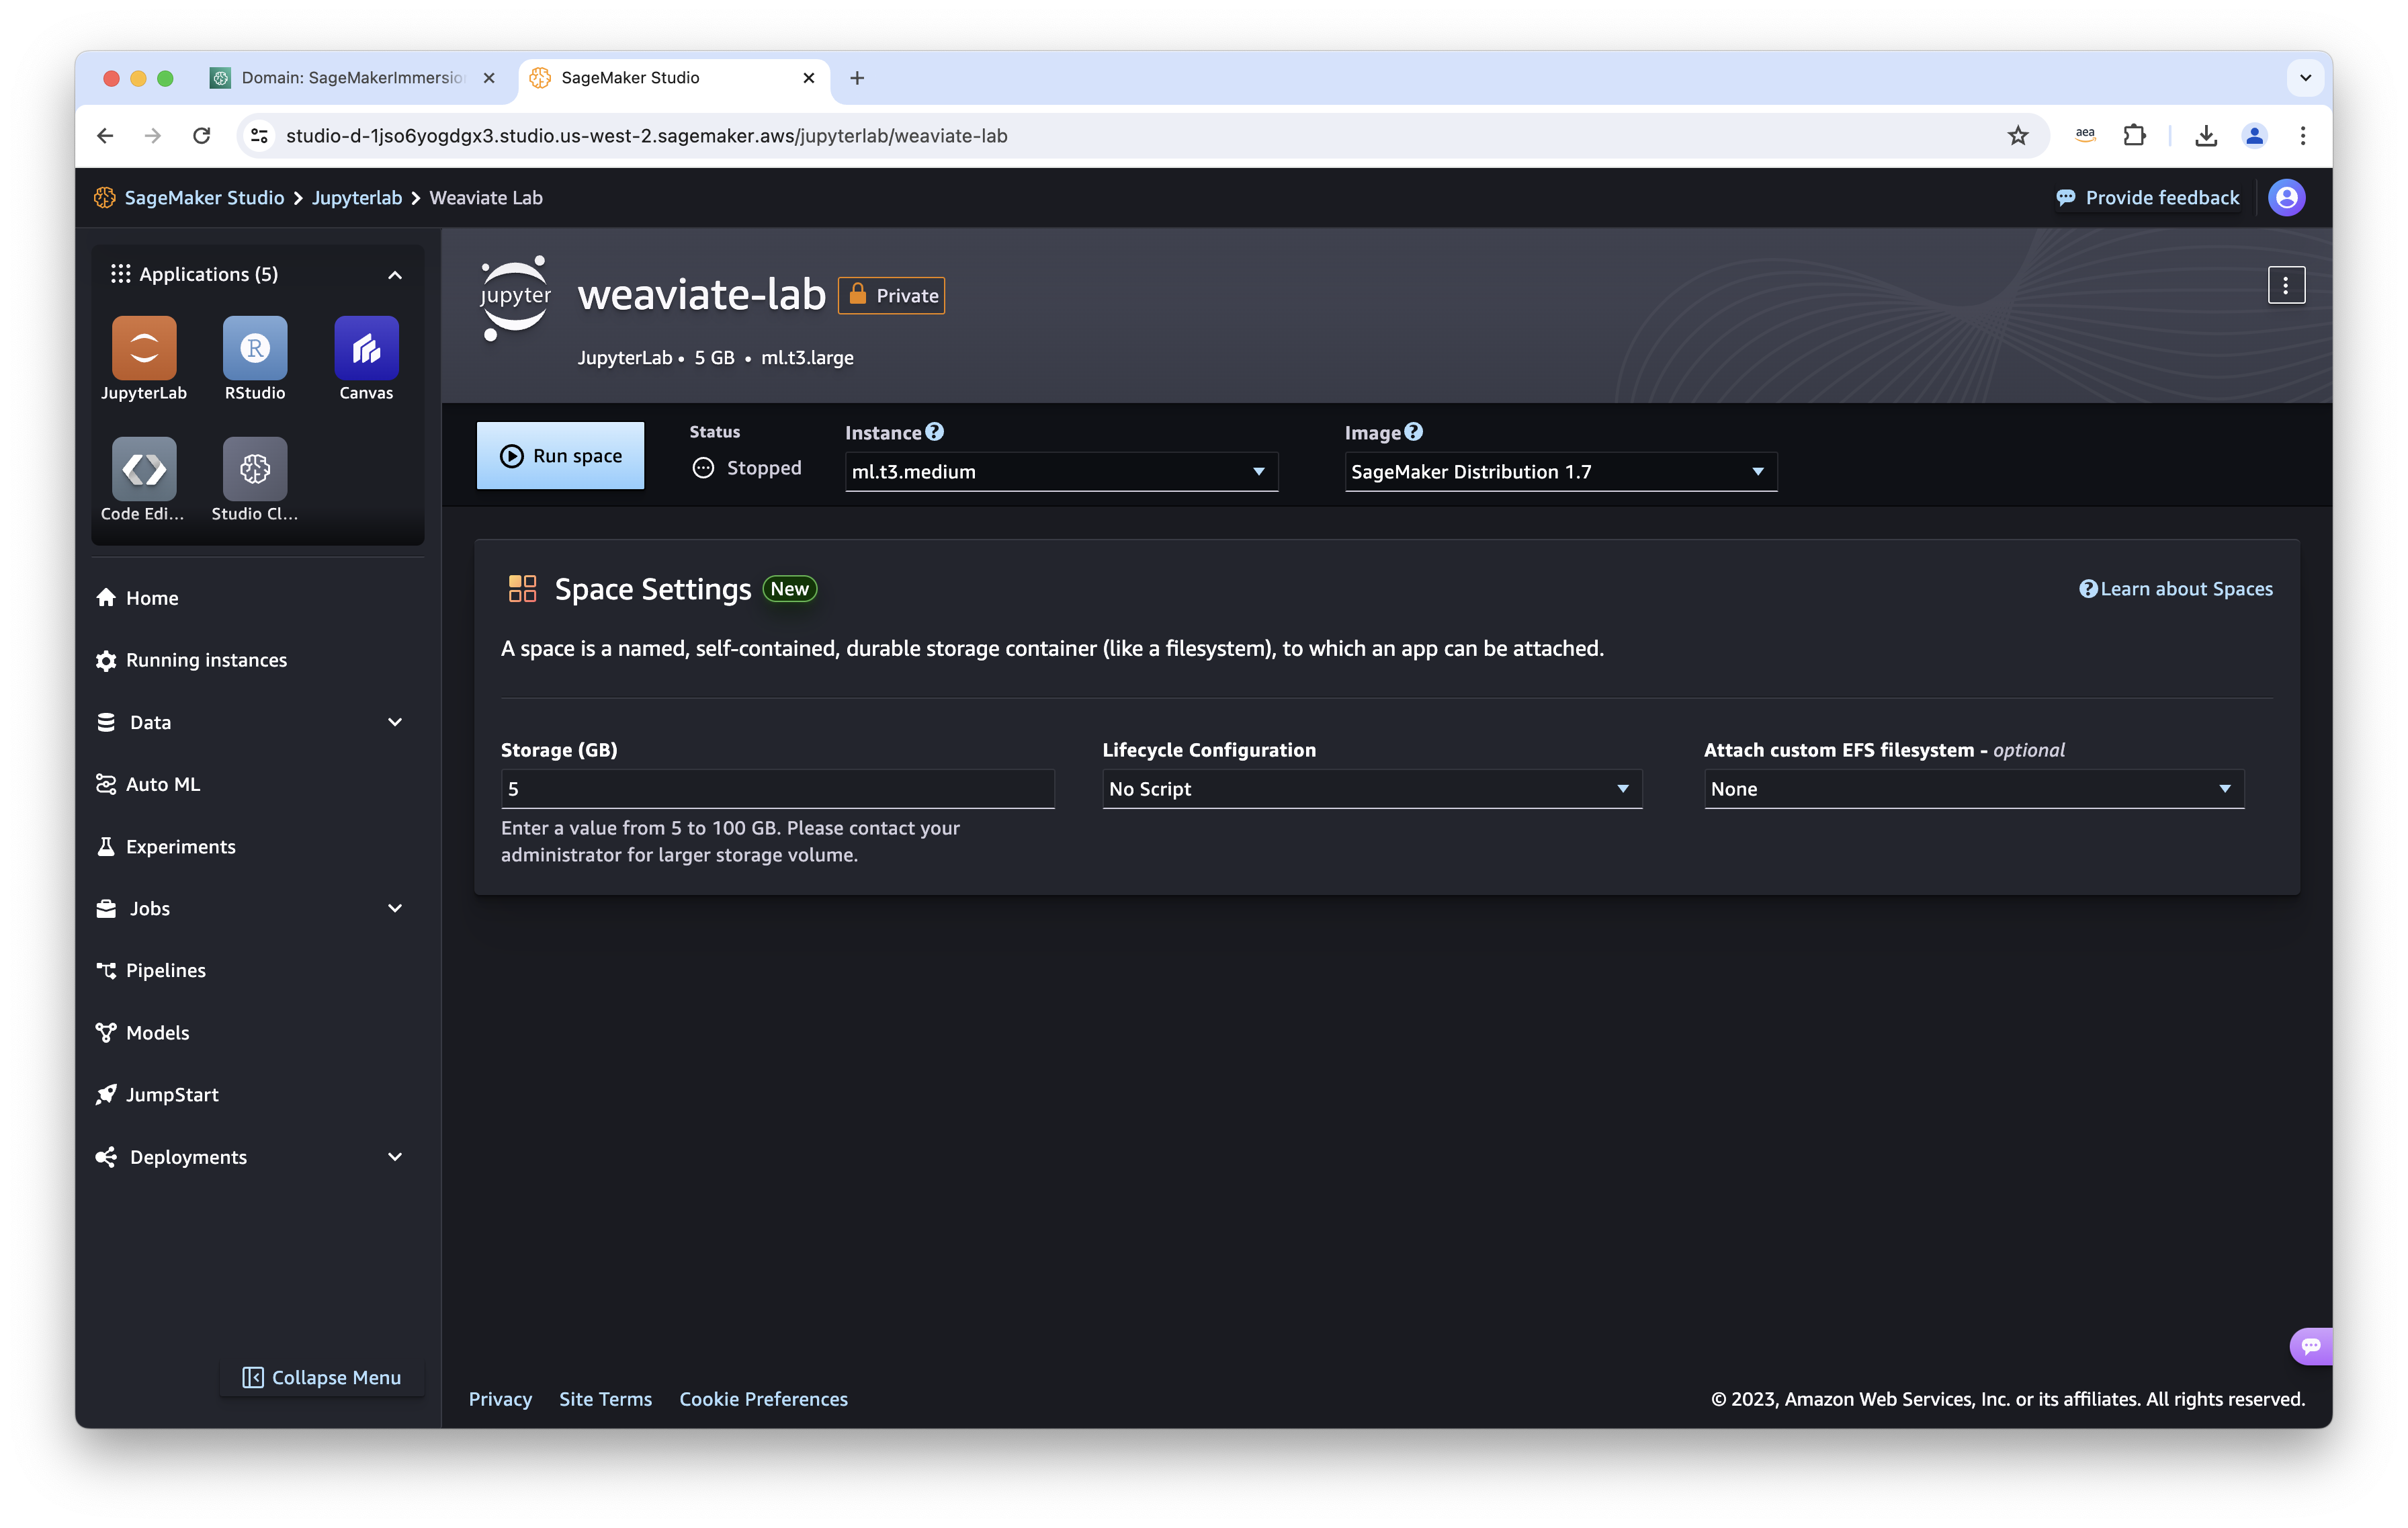 Domain: SageMakerImmersio
SageMaker Studio
studio-d-1jso6yogdgx3.studio.us-west-2.sagemaker.aws/jupyterlab/weaviate-lab
aea
SageMaker Studio > Jupyterlab > Weaviate Lab
Provide feedback
Applications (5)
JupyterLab RStudio Canvas
Code Edi... Studio Cl...
Home
Running instances
Data
Auto ML
Experiments
Jobs
Pipelines
Models
JumpStart
Deployments
Collapse Menu
jupyter
weaviate-lab Private
JupyterLab • 5 GB • ml.t3.large
Run space
Status
Stopped
Instance
ml.t3.medium
Image
SageMaker Distribution 1.7
Space Settings New
Learn about Spaces
A space is a named, self-contained, durable storage container (like a filesystem), to which an app can be attached.
Storage (GB)
5
Enter a value from 5 to 100 GB. Please contact your
administrator for larger storage volume.
Lifecycle Configuration
No Script
Attach custom EFS filesystem - optional
None
Privacy Site Terms Cookie Preferences
© 2023, Amazon Web Services, Inc. or its affiliates. All rights reserved.